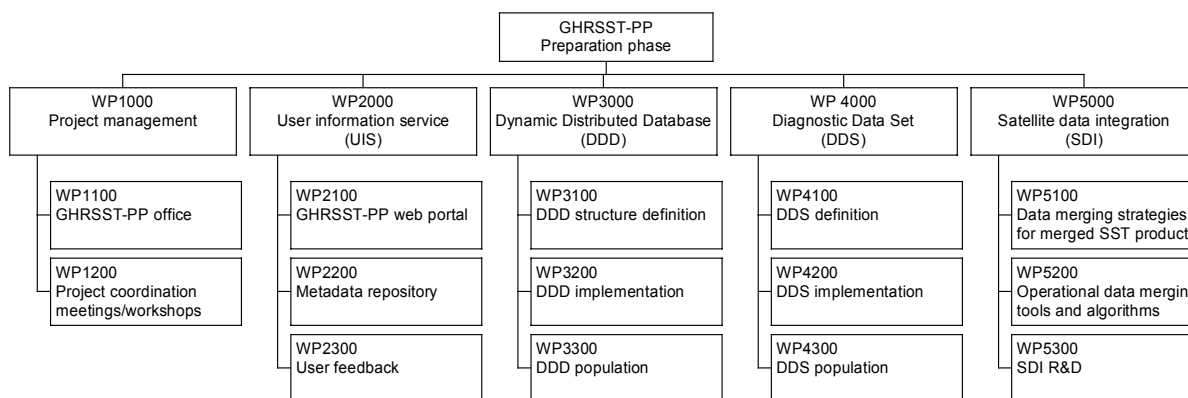 GHRSST-PP
Preparation phase
WP1000
Project management
WP2000
User information service
(UIS)
WP3000
Dynamic Distributed Database
(DDD)
WP 4000
Diagnostic Data Set
(DDS)
WP5000
Satellite data integration
(SDI)
WP1100
GHRSST-PP office
WP1200
Project coordination
meetings/workshops
WP2100
GHRSST-PP web portal
WP2200
Metadata repository
WP2300
User feedback
WP3100
DDD structure definition
WP3200
DDD implementation
WP3300
DDD population
WP4100
DDS definition
WP4200
DDS implementation
WP4300
DDS population
WP5100
Data merging strategies
for merged SST product
WP5200
Operational data mergin
tools and algorithms
WP5300
SDI R&D